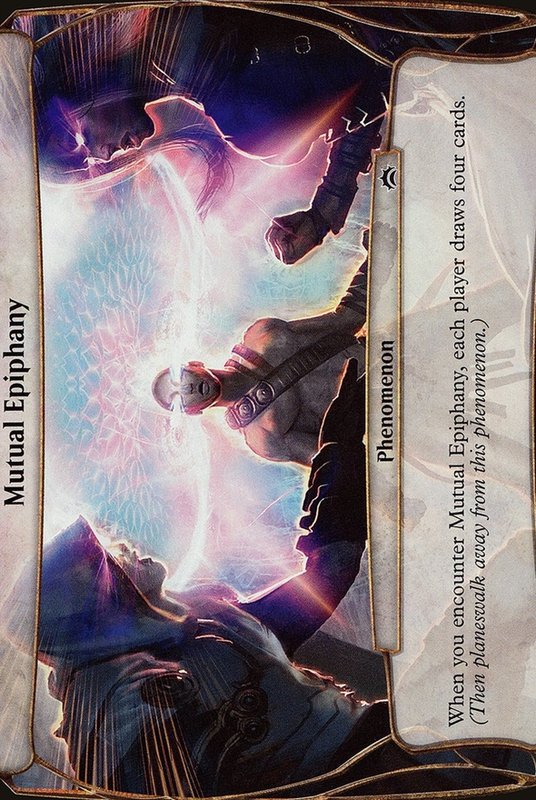 Mutual Epiphany
Phenomenon
When you encounter Mutual Epiphany, each player draws four cards.
(Then planeswalk away from this phenomenon.)